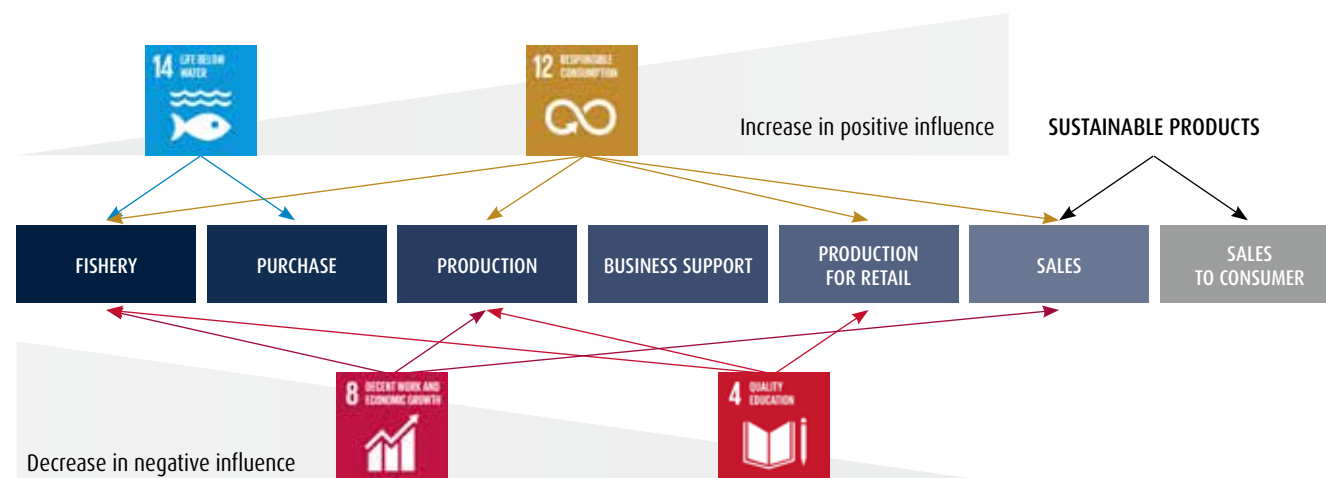 14 LIFE BELOW
WATER
12 RESPONSIBLE
CONSUMPTION
Increase in positive influence
SUSTAINABLE PRODUCTS
FISHERY
PURCHASE
PRODUCTION
BUSINESS SUPPORT
PRODUCTION
FOR RETAIL
SALES
SALES
TO CONSUMER
8 DECENT WORK AND
ECONOMIC GROWTH
4 QUALITY
EDUCATION
Decrease in negative influence